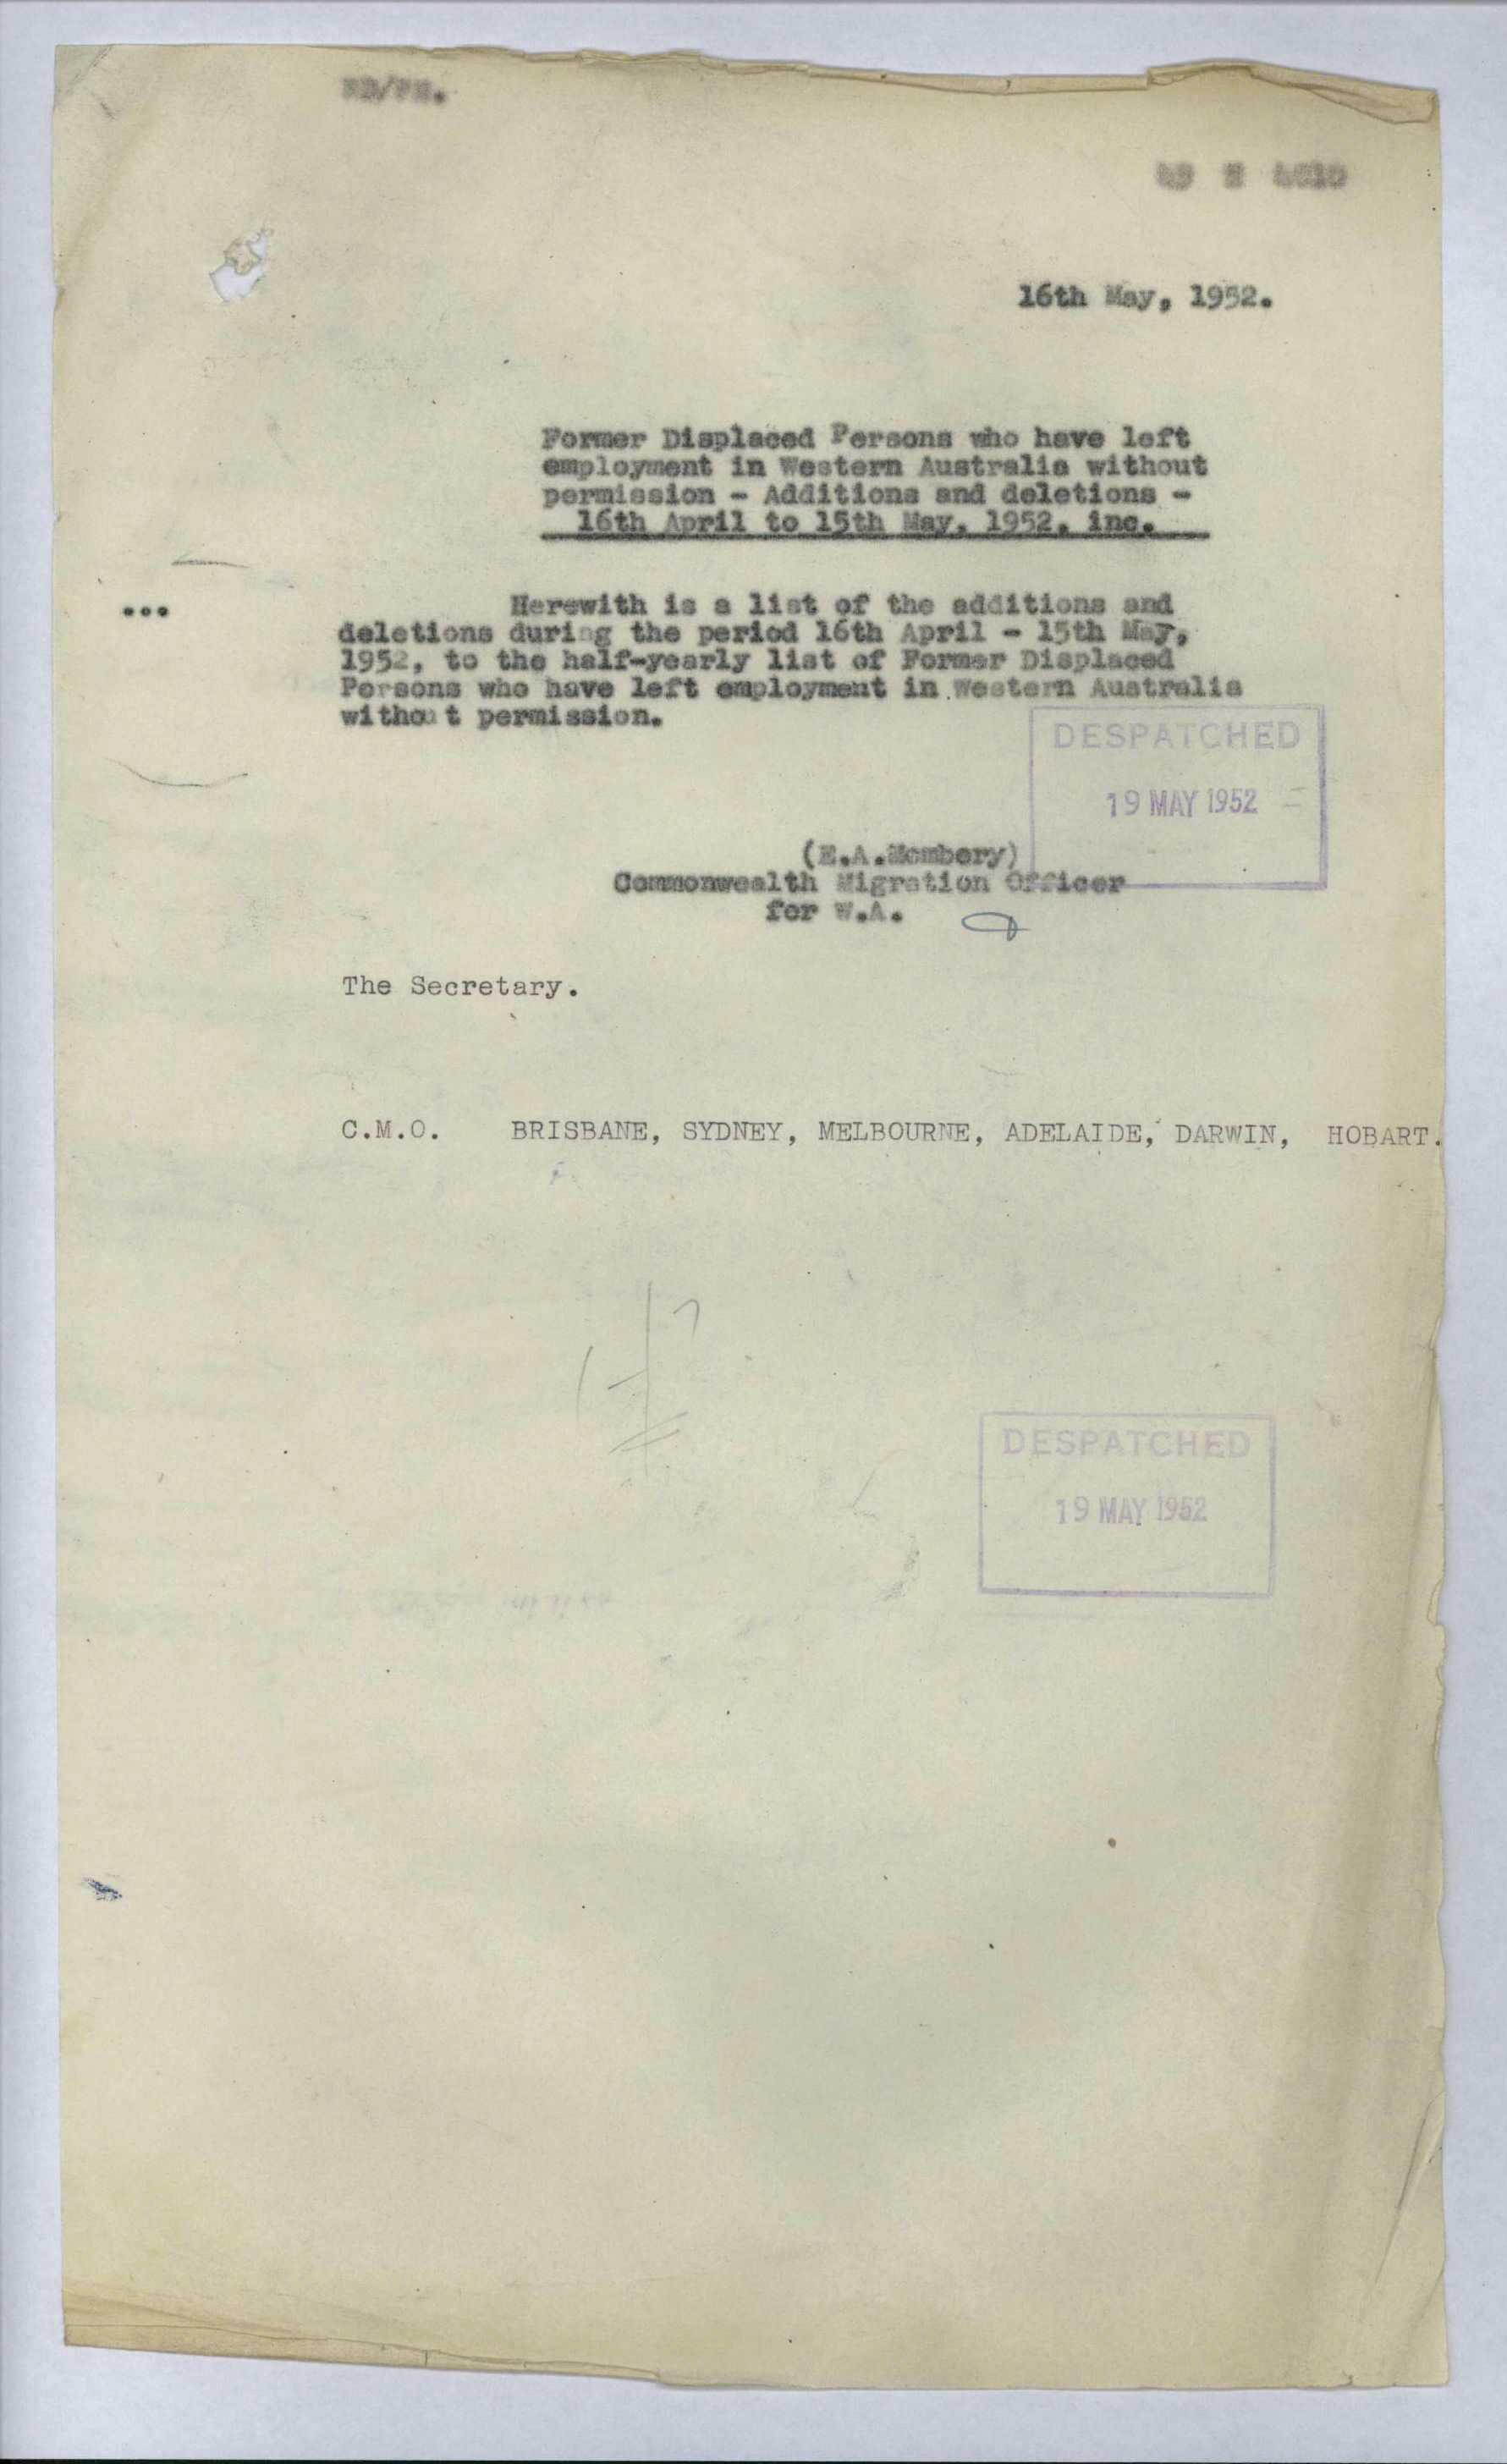 16th May, 1952.
Former Displaced Persons who have left
employment in Western Australia without
permission - Additions and deletions -
16th April to 15th May, 1952, inc.
... Herewith is a list of the additions and
deletions during the period 16th April - 15th May,
1952, to the half-yearly list of Former Displaced
Persons who have left employment in Western Australia
without permission.
DESPATCHED
19 MAY 1952
(E.A.Membery)
Commonwealth Migration Officer
for W.A.
The Secretary.
C.M.O. BRISBANE, SYDNEY, MELBOURNE, ADELAIDE, DARWIN, HOBART.
DESPATCHED
19 MAY 1952